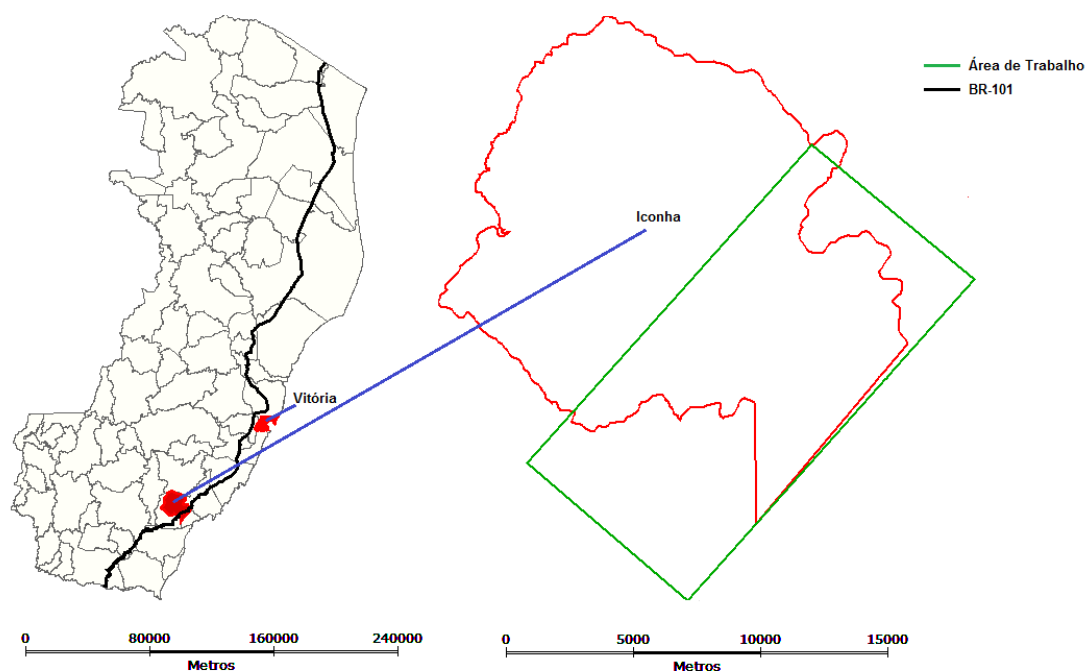 Área de Trabalho
BR-101
Iconha
Vitória
0 80000 160000 240000
Metros
0 5000 10000 15000
Metros